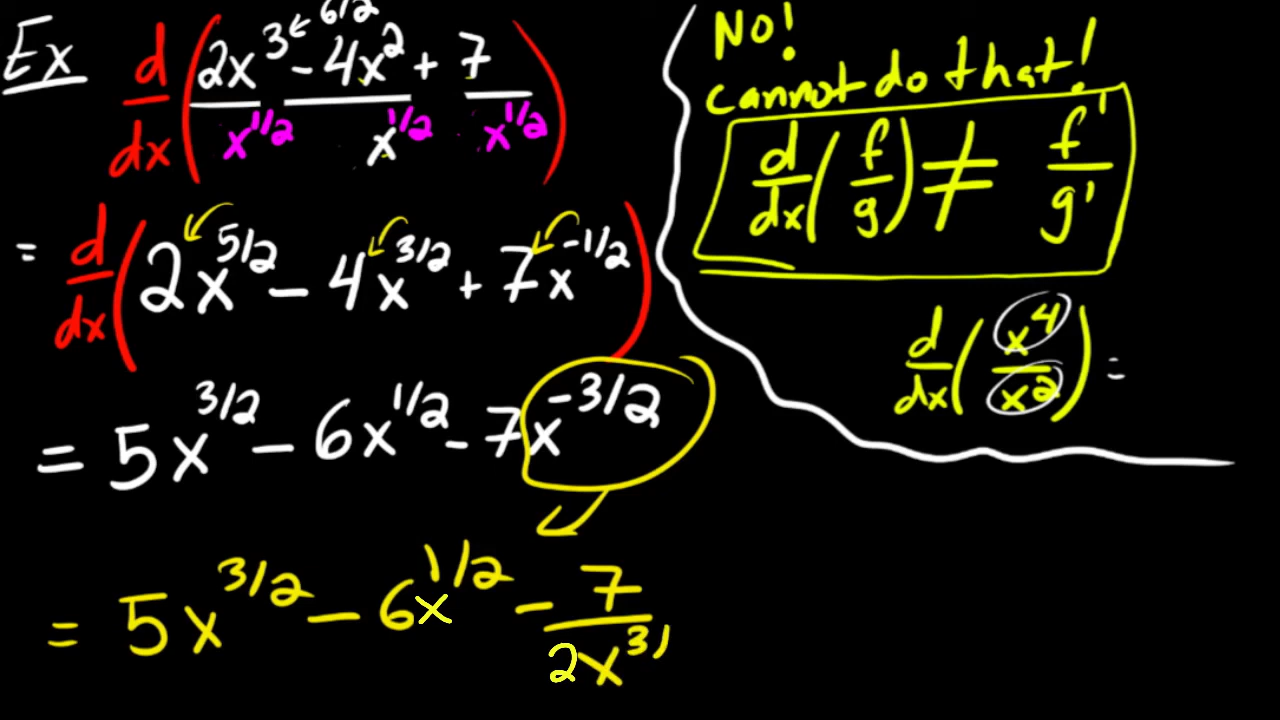 Ex d/dx ( 2x^3/x^1/2 - 4x^2/x^1/2 + 7/x^1/2 ) ← 6/2
= d/dx ( 2x^5/2 - 4x^3/2 + 7x^-1/2 )
= 5x^3/2 - 6x^1/2 - 7x^-3/2
= 5x^3/2 - 6x^1/2 - 7/2x^3/
No!
cannot do that!
d/dx ( f/g ) ≠ f'/g'
d/dx ( x^4/x^2 ) =